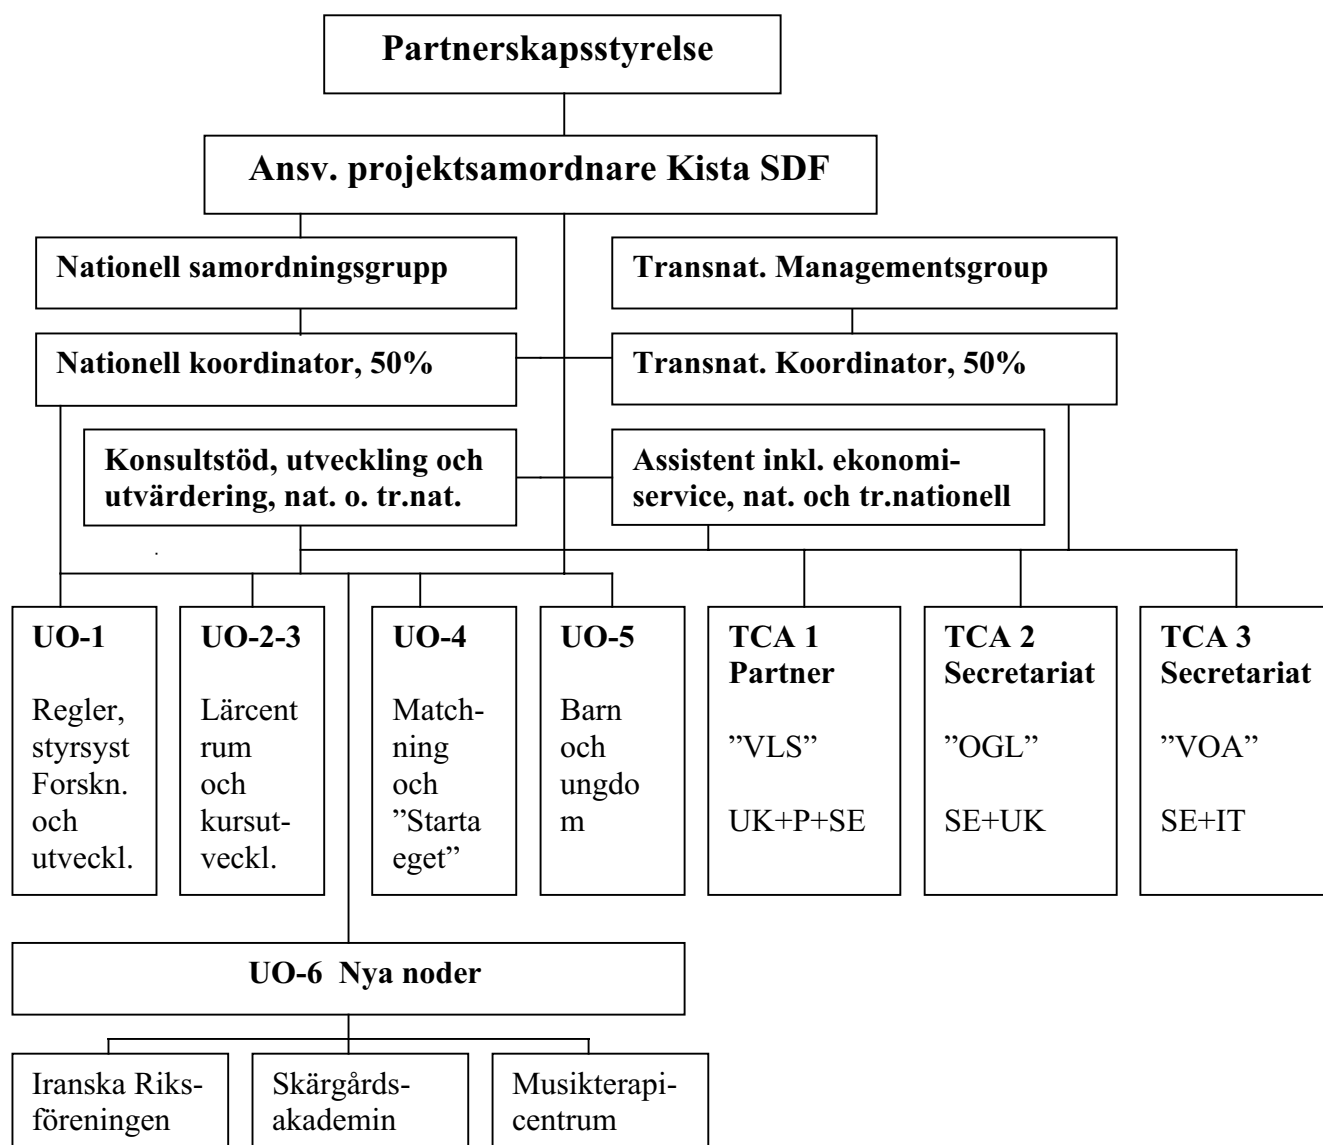 Partnerskapsstyrelse
Ansv. projektsamordnare Kista SDF
Nationell samordningsgrupp
Transnat. Managementsgroup
Nationell koordinator, 50%
Transnat. Koordinator, 50%
Konsultstöd, utveckling och
utvärdering, nat. o. tr.nat.
Assistent inkl. ekonomi-
service, nat. och tr.nationell
UO-1
Regler,
styrsyst
Forskn.
och
utveckl.
UO-2-3
Lärcent
rum
och
kursut-
veckl.
UO-4
Match-
ning
och
”Starta
eget”
UO-5
Barn
och
ungdo
m
TCA 1
Partner
”VLS”
UK+P+SE
TCA 2
Secretariat
”OGL”
SE+UK
TCA 3
Secretariat
”VOA”
SE+IT
UO-6 Nya noder
Iranska Riks-
föreningen
Skärgårds-
akademin
Musikterapi-
centrum